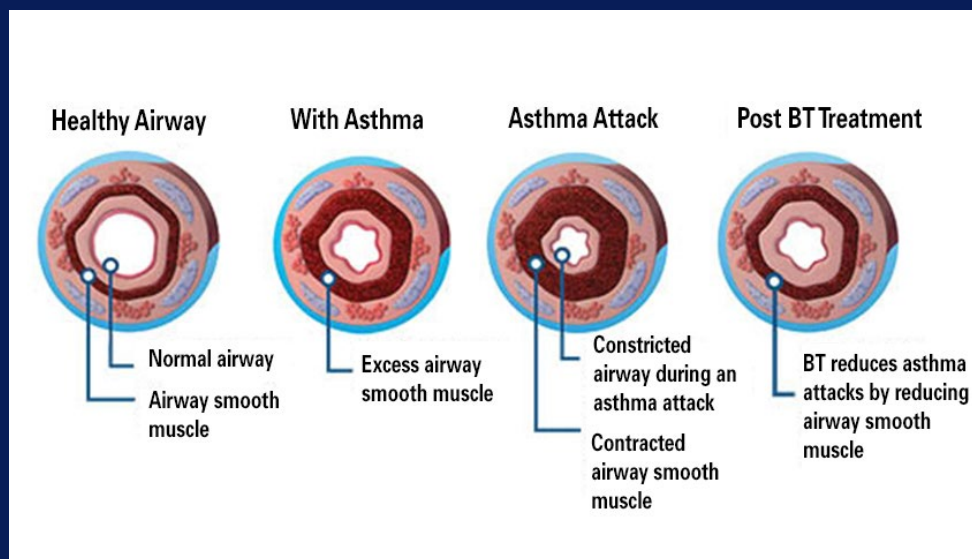 Healthy Airway
With Asthma
Asthma Attack
Post BT Treatment
Normal airway
Airway smooth
muscle
Excess airway
smooth muscle
Constricted
airway during an
asthma attack
Contracted
airway smooth
muscle
BT reduces asthma
attacks by reducing
airway smooth
muscle